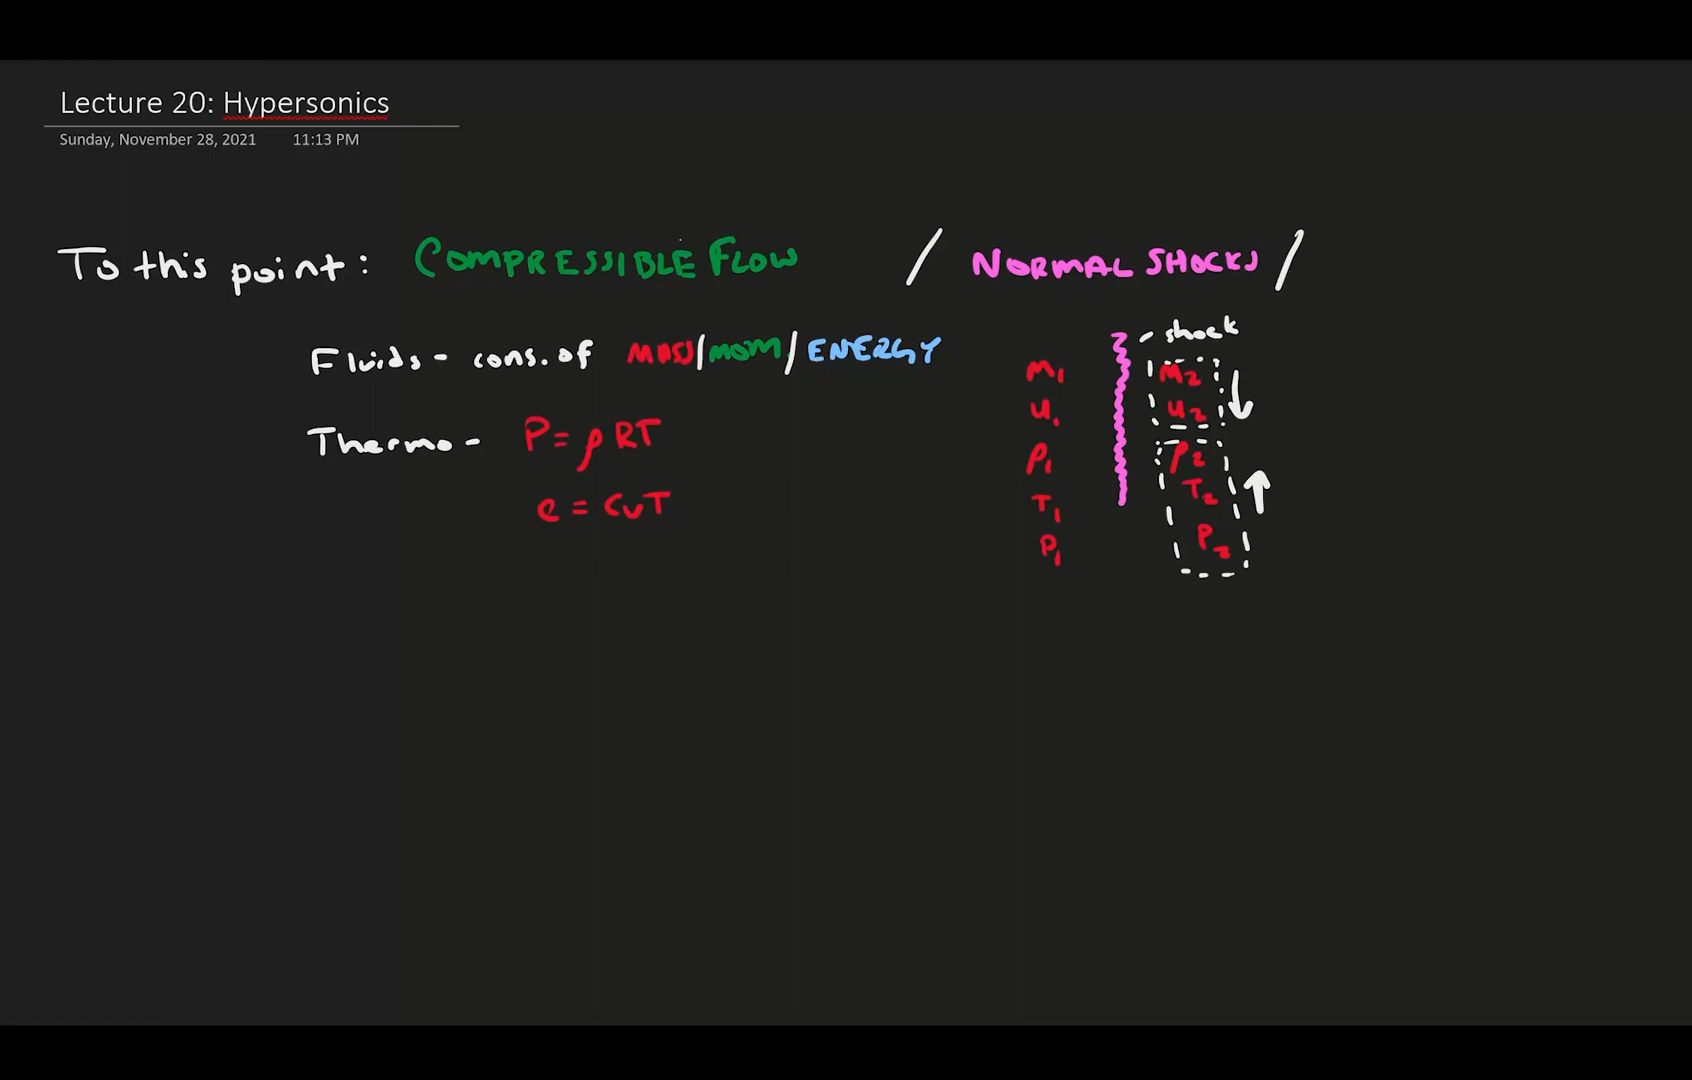 Lecture 20: Hypersonics
Sunday, November 28, 2021 11:13 PM
To this point: COMPRESSIBLE FLOW / NORMAL SHOCKS /
Fluids - cons. of MASS/MOM/ENERGY
Thermo - P = ρRT
e = CvT
shock
M1 M2
u1 u2
ρ1 ρ2
T1 T2
P1 P2